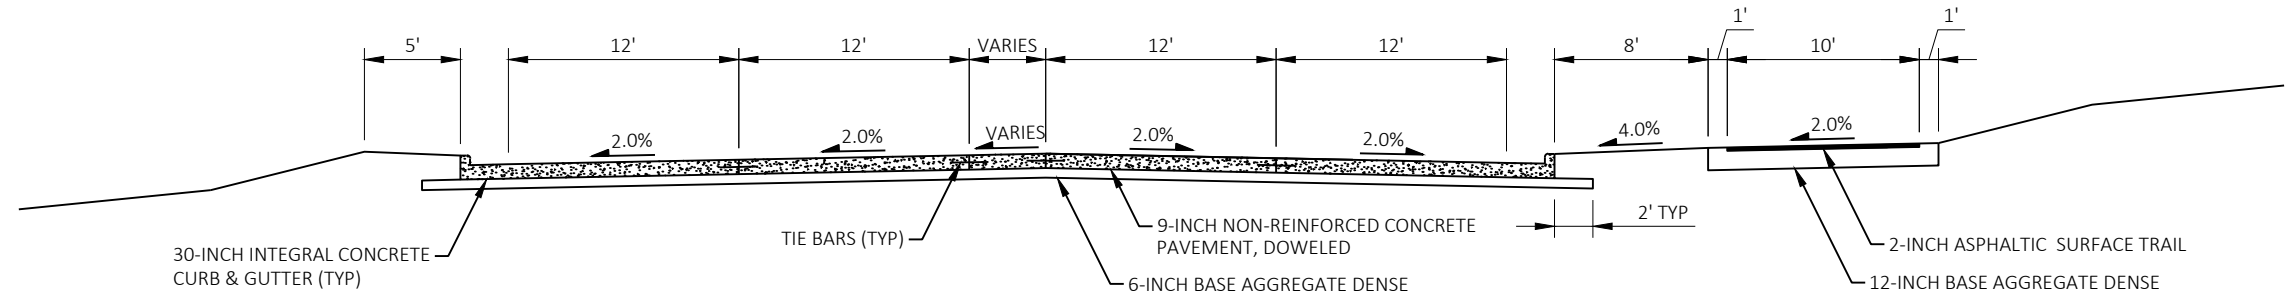 1' 1'
5' 12' 12' VARIES 12' 12' 8' 10'
2.0% 2.0% VARIES 2.0% 2.0% 4.0% 2.0%
2' TYP
TIE BARS (TYP)
9-INCH NON-REINFORCED CONCRETE
PAVEMENT, DOWELED
30-INCH INTEGRAL CONCRETE
CURB & GUTTER (TYP)
6-INCH BASE AGGREGATE DENSE
2-INCH ASPHALTIC SURFACE TRAIL
12-INCH BASE AGGREGATE DENSE